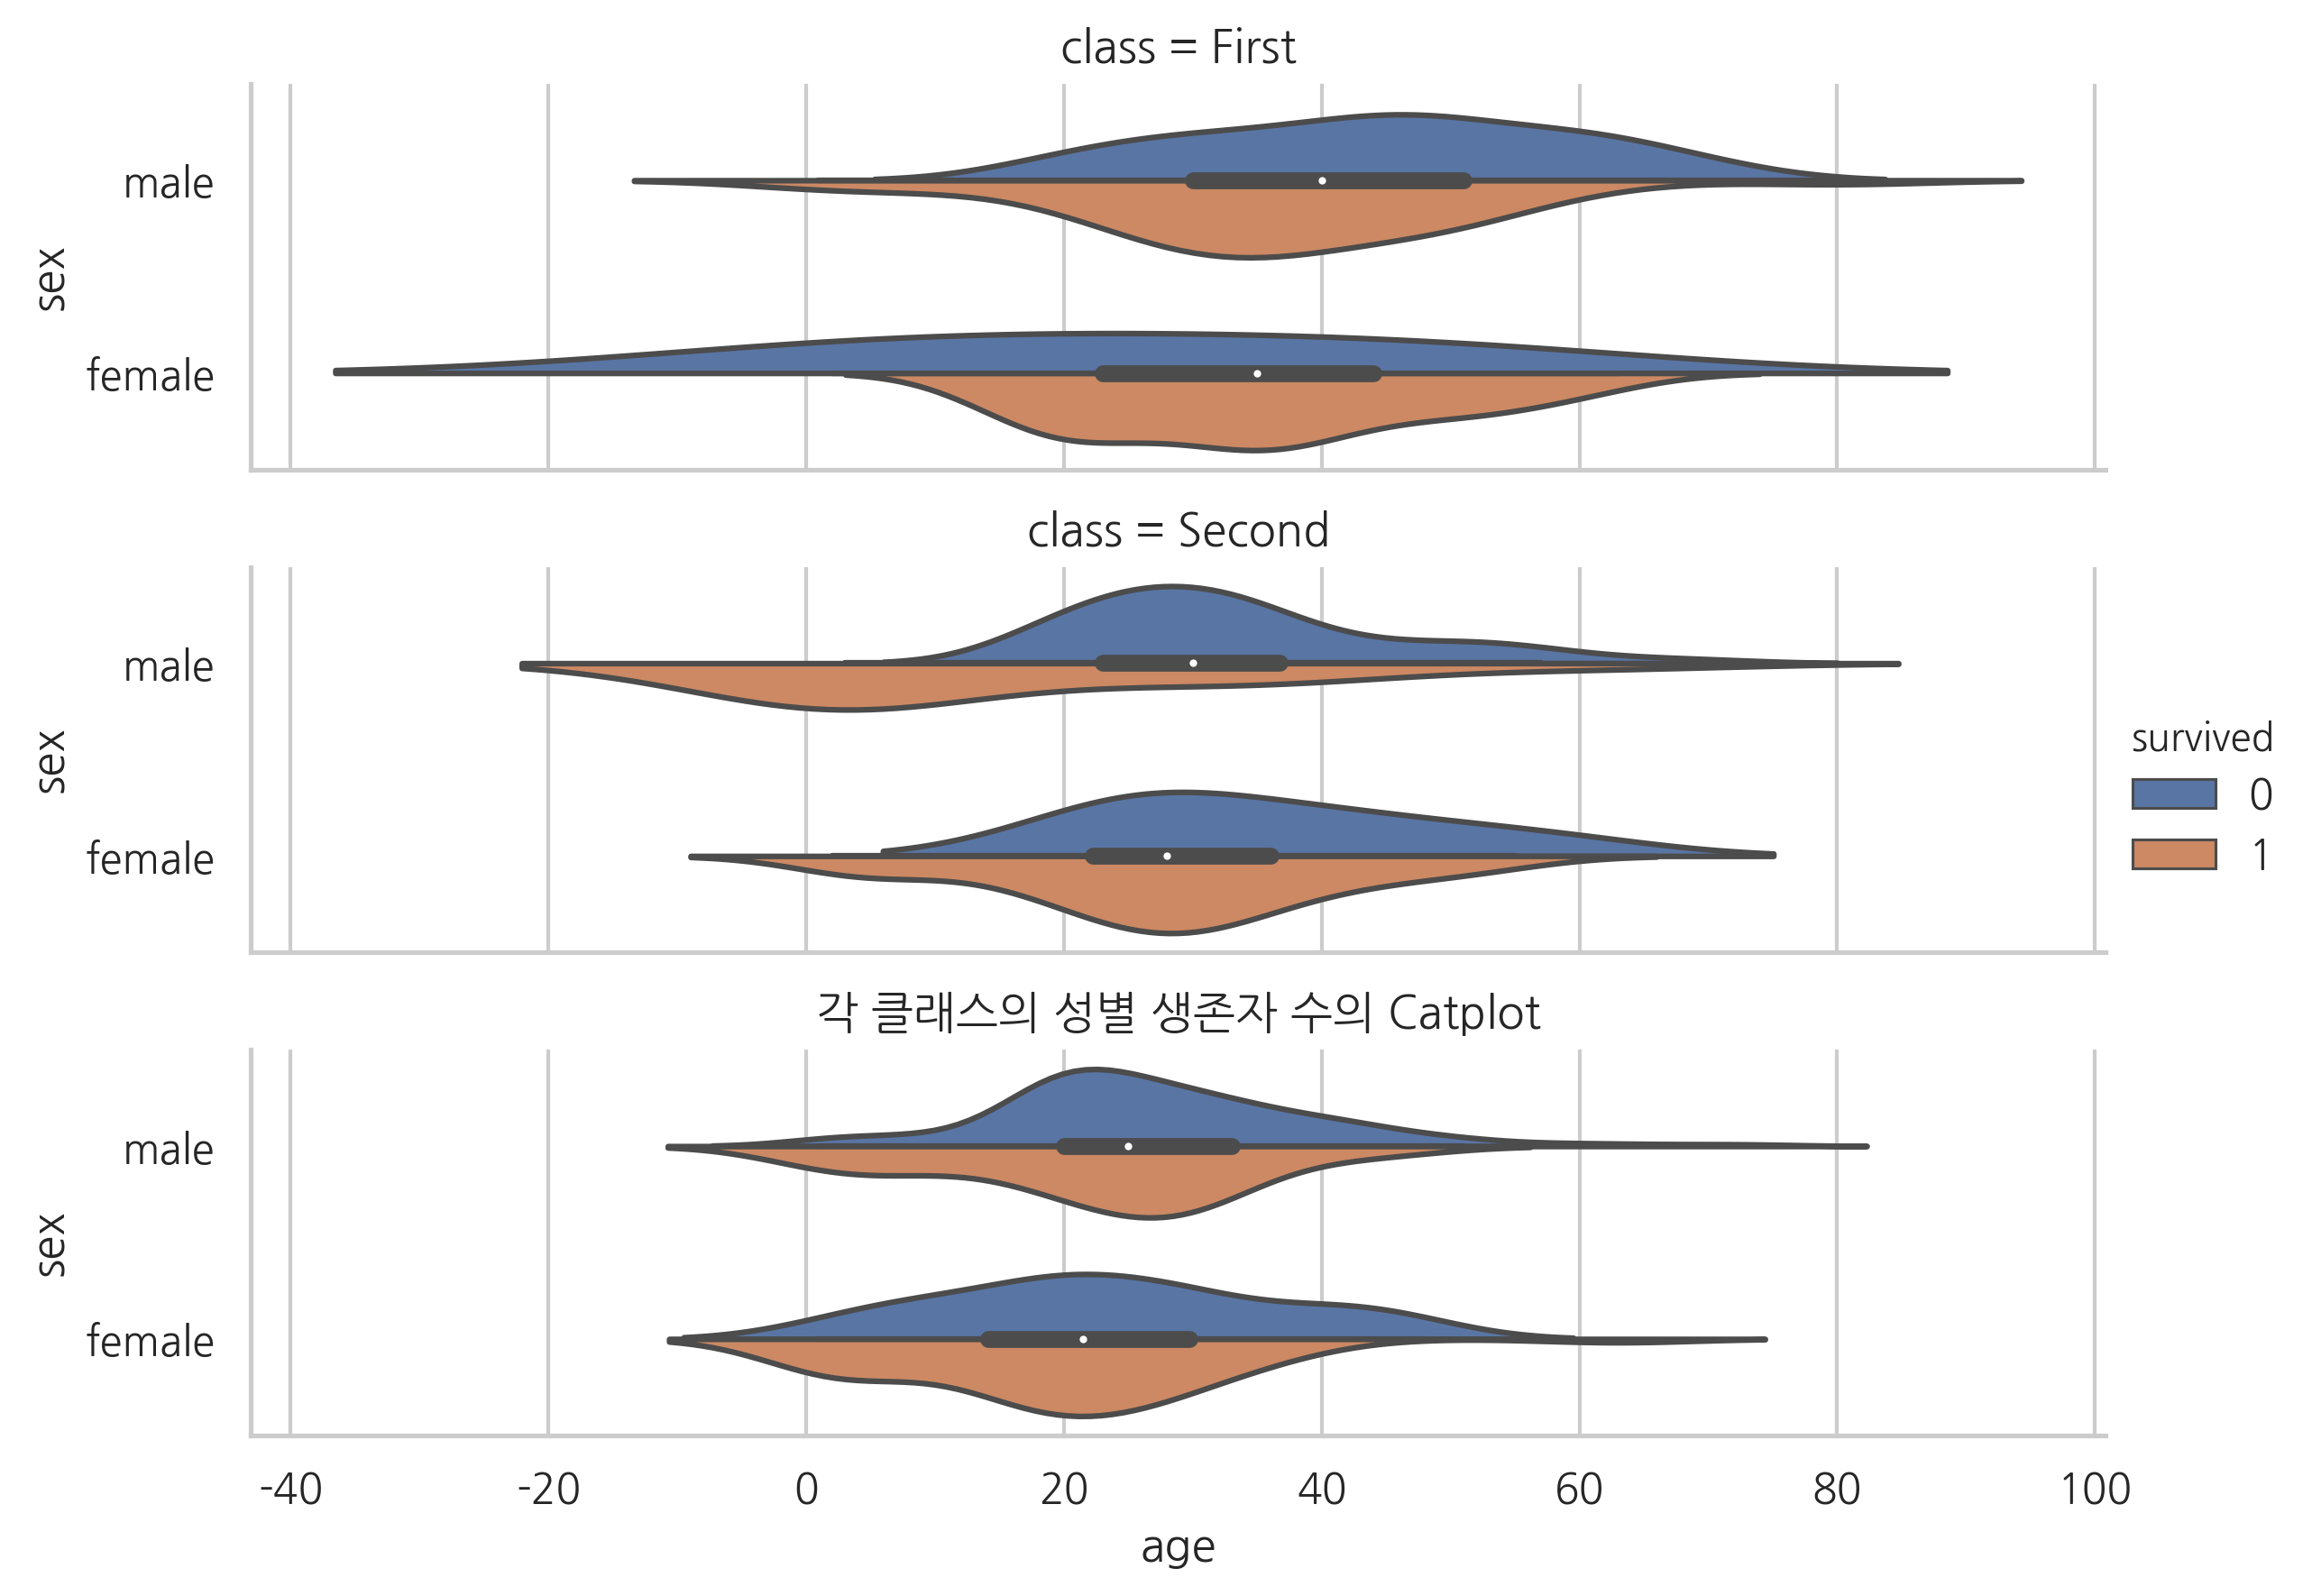 class = First
male
female
sex
class = Second
male
female
sex
survived
0
1
각 클래스의 성별 생존자 수의 Catplot
male
female
sex
-40 -20 0 20 40 60 80 100
age